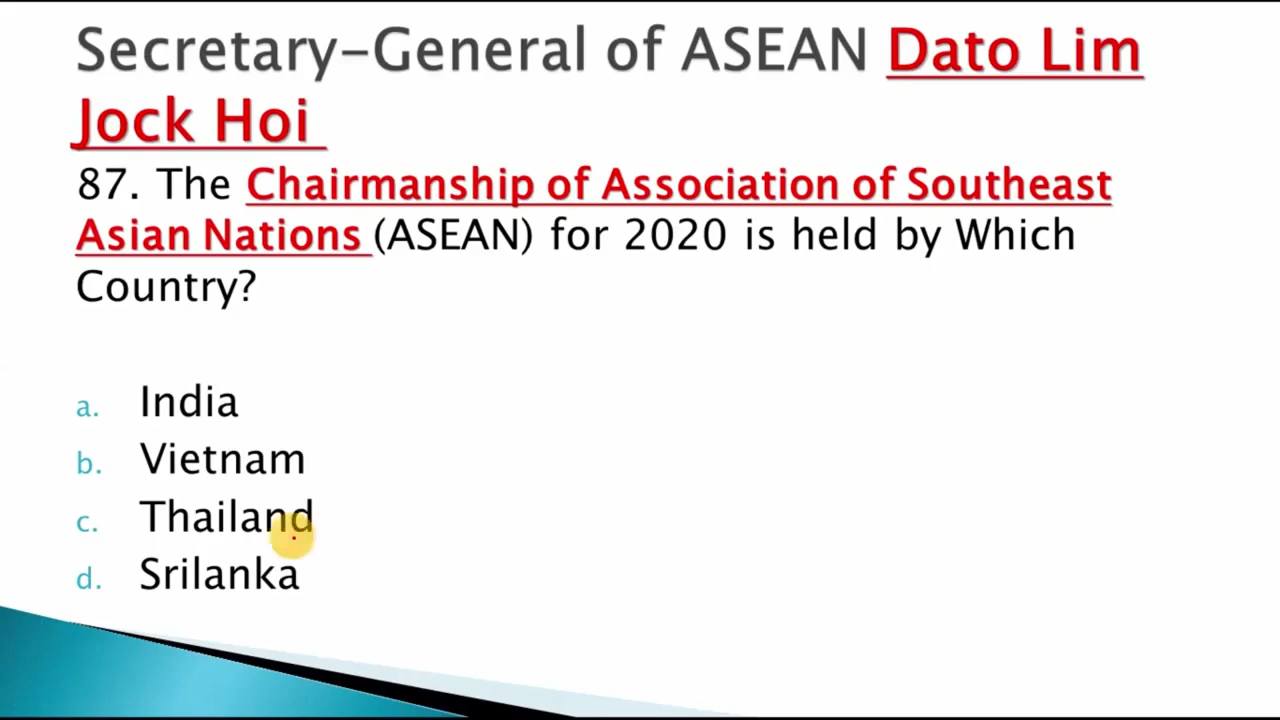 Secretary-General of ASEAN Dato Lim
Jock Hoi
87. The Chairmanship of Association of Southeast
Asian Nations (ASEAN) for 2020 is held by Which
Country?
a. India
b. Vietnam
c. Thailand
d. Srilanka